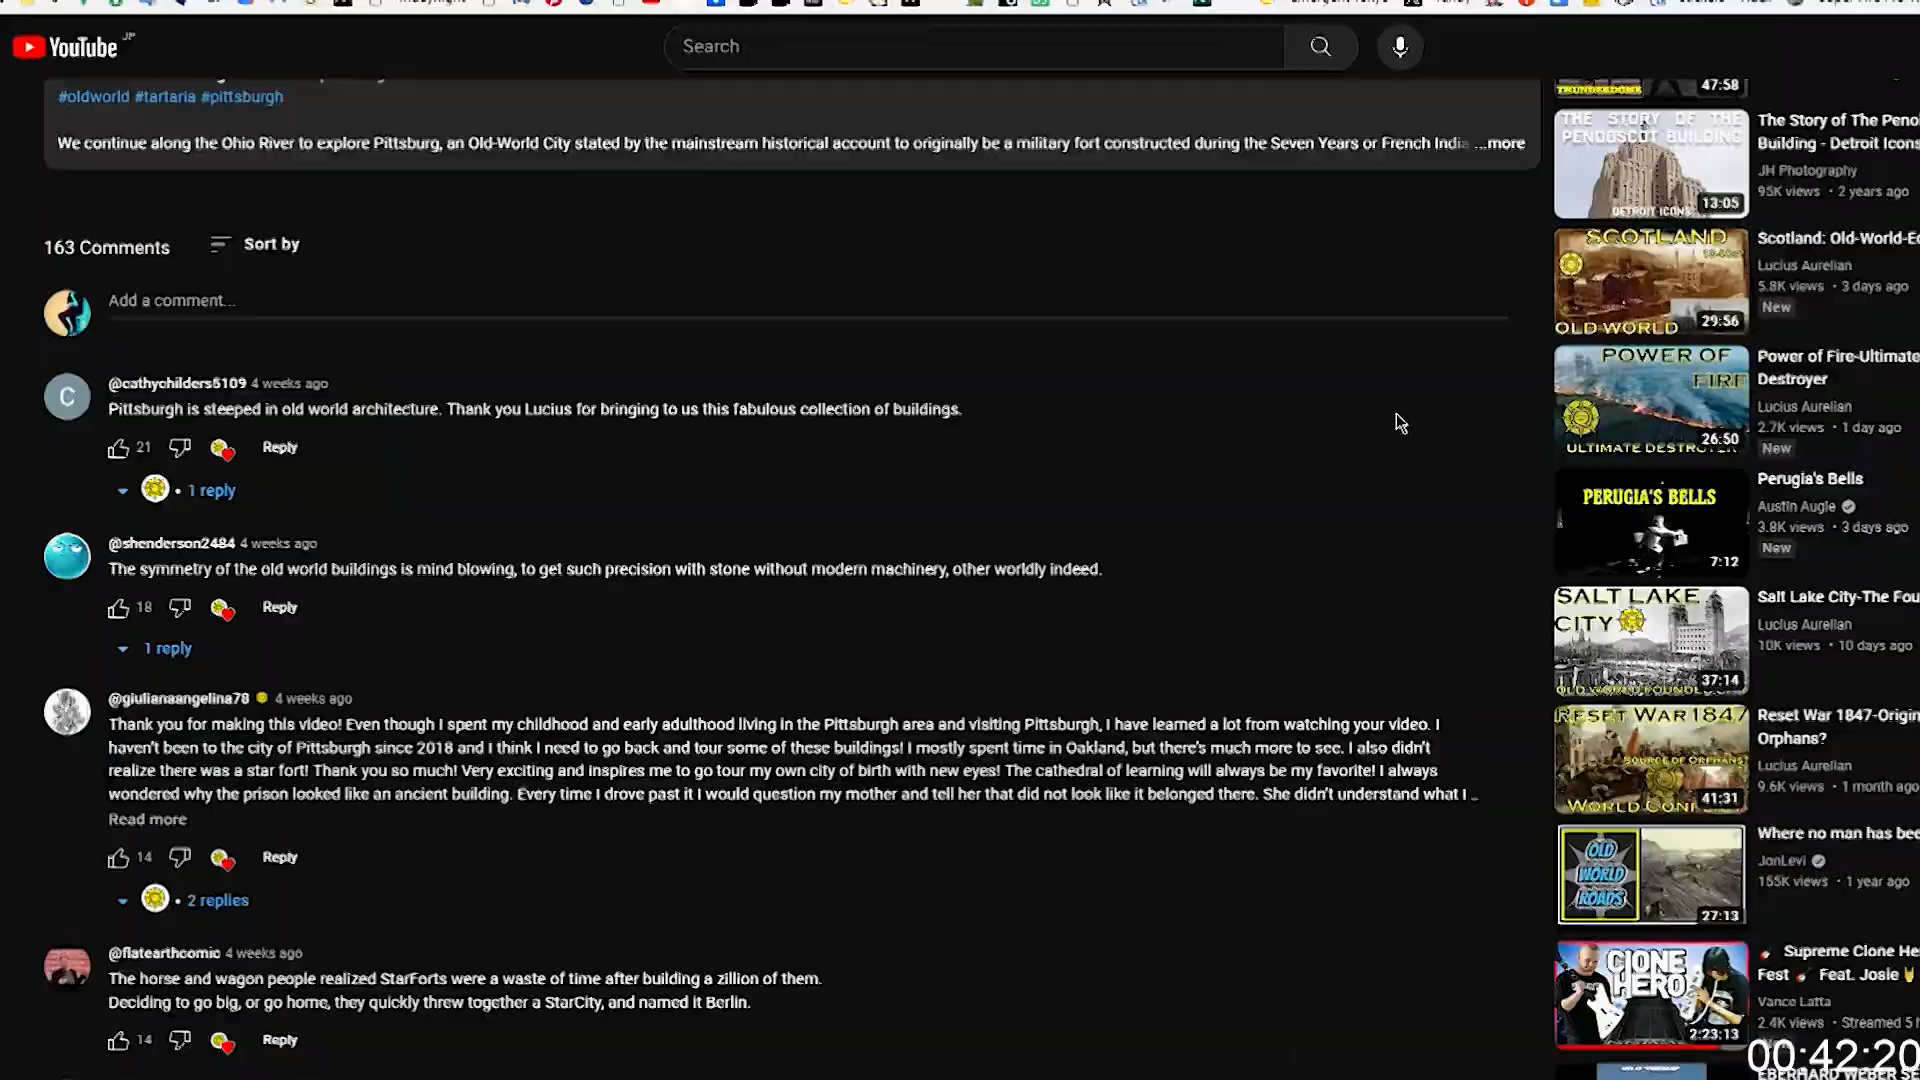 YouTube JP
Search
#oldworld #tartaria #pittsburgh
We continue along the Ohio River to explore Pittsburg, an Old-World City stated by the mainstream historical account to originally be a military fort constructed during the Seven Years or French India ...more
163 Comments
Sort by
Add a comment...
C
@cathychilders5109 4 weeks ago
Pittsburgh is steeped in old world architecture. Thank you Lucius for bringing to us this fabulous collection of buildings.
21
Reply
• 1 reply
@shenderson2484 4 weeks ago
The symmetry of the old world buildings is mind blowing, to get such precision with stone without modern machinery, other worldly indeed.
18
Reply
1 reply
@giulianaangelina78 4 weeks ago
Thank you for making this video! Even though I spent my childhood and early adulthood living in the Pittsburgh area and visiting Pittsburgh, I have learned a lot from watching your video. I
haven't been to the city of Pittsburgh since 2018 and I think I need to go back and tour some of these buildings! I mostly spent time in Oakland, but there's much more to see. I also didn't
realize there was a star fort! Thank you so much! Very exciting and inspires me to go tour my own city of birth with new eyes! The cathedral of learning will always be my favorite! I always
wondered why the prison looked like an ancient building. Every time I drove past it I would question my mother and tell her that did not look like it belonged there. She didn't understand what I
Read more
14
Reply
• 2 replies
@flatearthcomic 4 weeks ago
The horse and wagon people realized StarForts were a waste of time after building a zillion of them.
Deciding to go big, or go home, they quickly threw together a StarCity, and named it Berlin.
14
Reply
THUNDERDOME
47:58
THE STORY OF THE
PENOBSCOT BUILDING
DETROIT ICONS
13:05
The Story of The Peno
Building - Detroit Icons
JH Photography
95K views • 2 years ago
SCOTLAND
OLD WORLD
29:56
Scotland: Old-World-E
Lucius Aurelian
5.8K views • 3 days ago
New
POWER OF
FIRE
ULTIMATE DESTROYER
26:50
Power of Fire-Ultimate
Destroyer
Lucius Aurelian
2.7K views • 1 day ago
New
PERUGIA'S BELLS
7:12
Perugia's Bells
Austin Augie
3.8K views • 3 days ago
New
SALT LAKE
CITY
37:14
Salt Lake City-The Fou
Lucius Aurelian
10K views • 10 days ago
RESET WAR 1847
SOURCE OF ORPHANS
WORLD CON
41:31
Reset War 1847-Origin
Orphans?
Lucius Aurelian
9.6K views • 1 month ago
OLD
WORLD
ROADS
27:13
Where no man has bee
JonLevi
155K views • 1 year ago
CLONE
HERO
2:23:13
Supreme Clone He
Fest Feat. Josie
Vance Latta
2.4K views • Streamed 5
00:42:20
EBERHARD WEBER SE